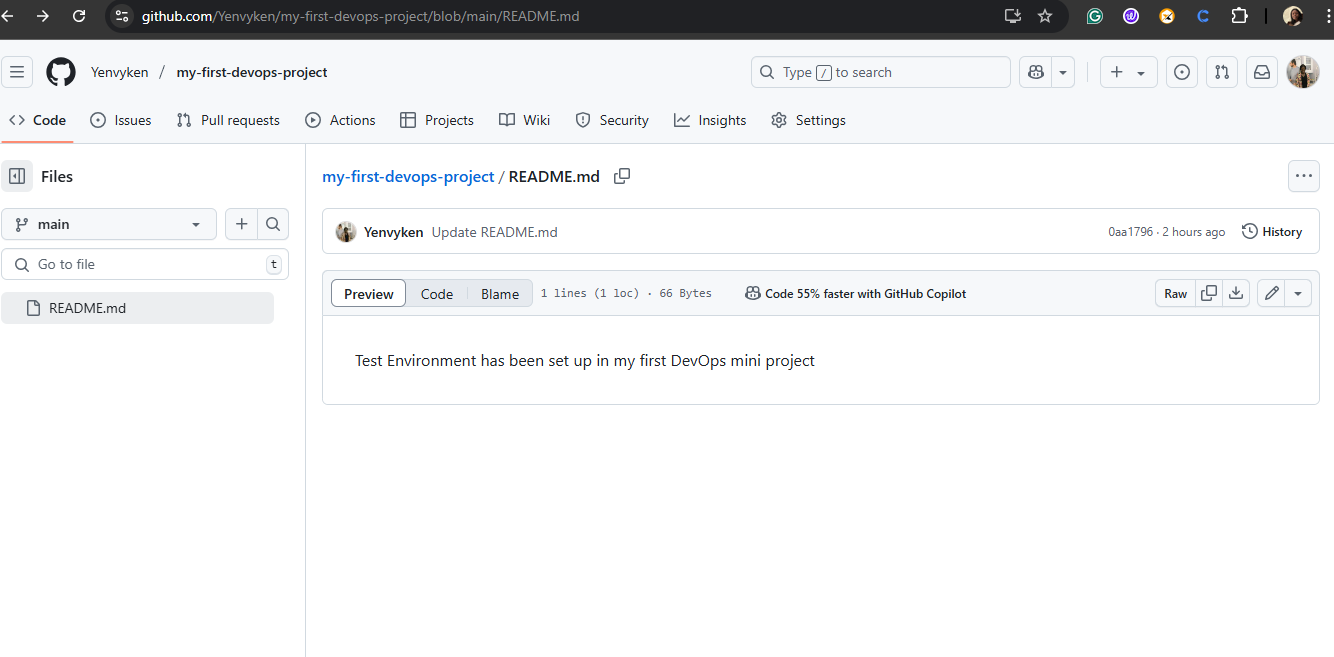 github.com/Yenvyken/my-first-devops-project/blob/main/README.md
Yenvyken / my-first-devops-project
Type / to search
Code Issues Pull requests Actions Projects Wiki Security Insights Settings
Files
my-first-devops-project / README.md
main
Yenvyken Update README.md 0aa1796 · 2 hours ago History
Go to file t
Preview Code Blame 1 lines (1 loc) · 66 Bytes Code 55% faster with GitHub Copilot Raw
README.md
Test Environment has been set up in my first DevOps mini project